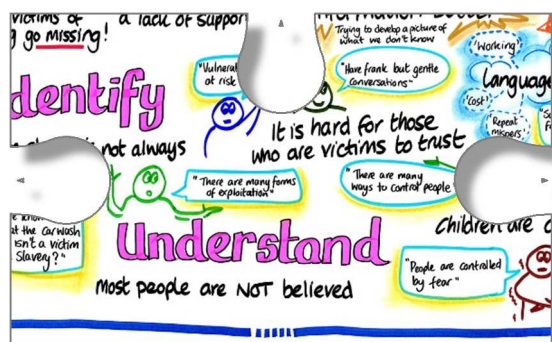 victims of
go missing!
a lack of support
Trying to develop a picture of
what we don't know
"Working"
Language
"Cost"
"Repeat
mispers"
"Vulnera
at risk
"Have frank but gentle
conversations"
dentify
not always
It is hard for those
who are victims to trust
"There are many forms
of exploitation"
"There are many
ways to control people
at the carwash
isn't a victim
Slavery?"
Understand
Children are
"People are controlled
by fear"
most people are NOT believed